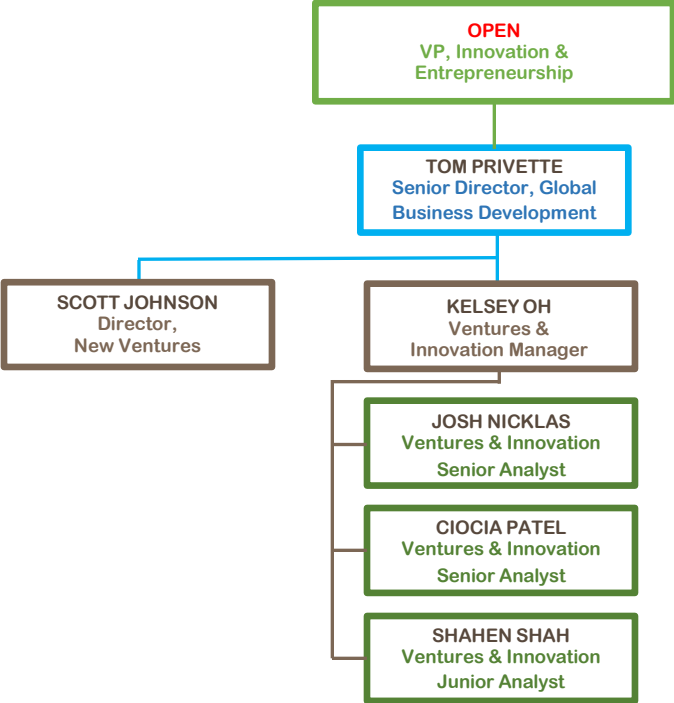 OPEN
VP, Innovation &
Entrepreneurship
TOM PRIVETTE
Senior Director, Global
Business Development
SCOTT JOHNSON
Director,
New Ventures
KELSEY OH
Ventures &
Innovation Manager
JOSH NICKLAS
Ventures & Innovation
Senior Analyst
CIOCIA PATEL
Ventures & Innovation
Senior Analyst
SHAHEN SHAH
Ventures & Innovation
Junior Analyst